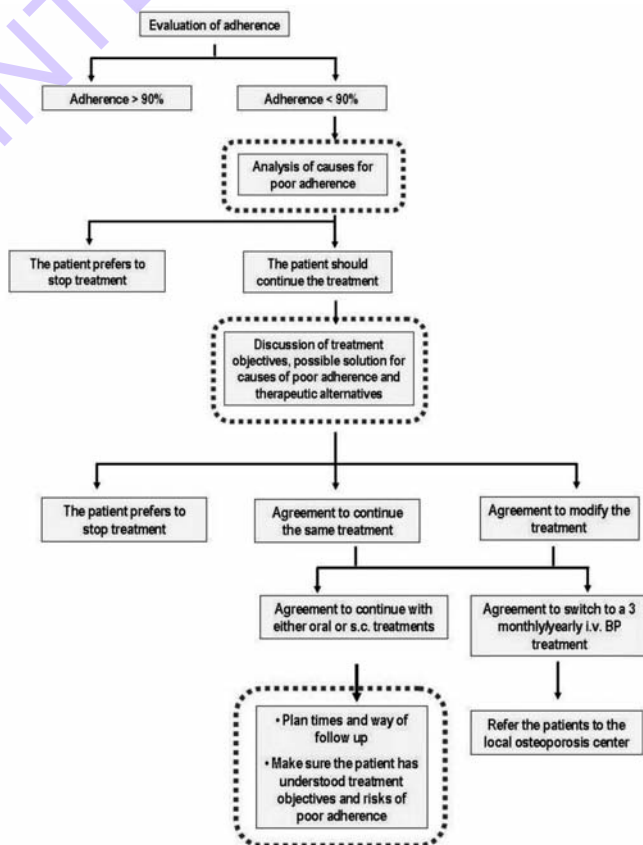 Evaluation of adherence
Adherence > 90%
Adherence < 90%
Analysis of causes for
poor adherence
The patient prefers to
stop treatment
The patient should
continue the treatment
Discussion of treatment
objectives, possible solution for
causes of poor adherence and
therapeutic alternatives
The patient prefers to
stop treatment
Agreement to continue
the same treatment
Agreement to modify the
treatment
Agreement to continue with
either oral or s.c. treatments
Agreement to switch to a 3
monthly/yearly i.v. BP
treatment
• Plan times and way of
follow up
• Make sure the patient has
understood treatment
objectives and risks of
poor adherence
Refer the patients to the
local osteoporosis center